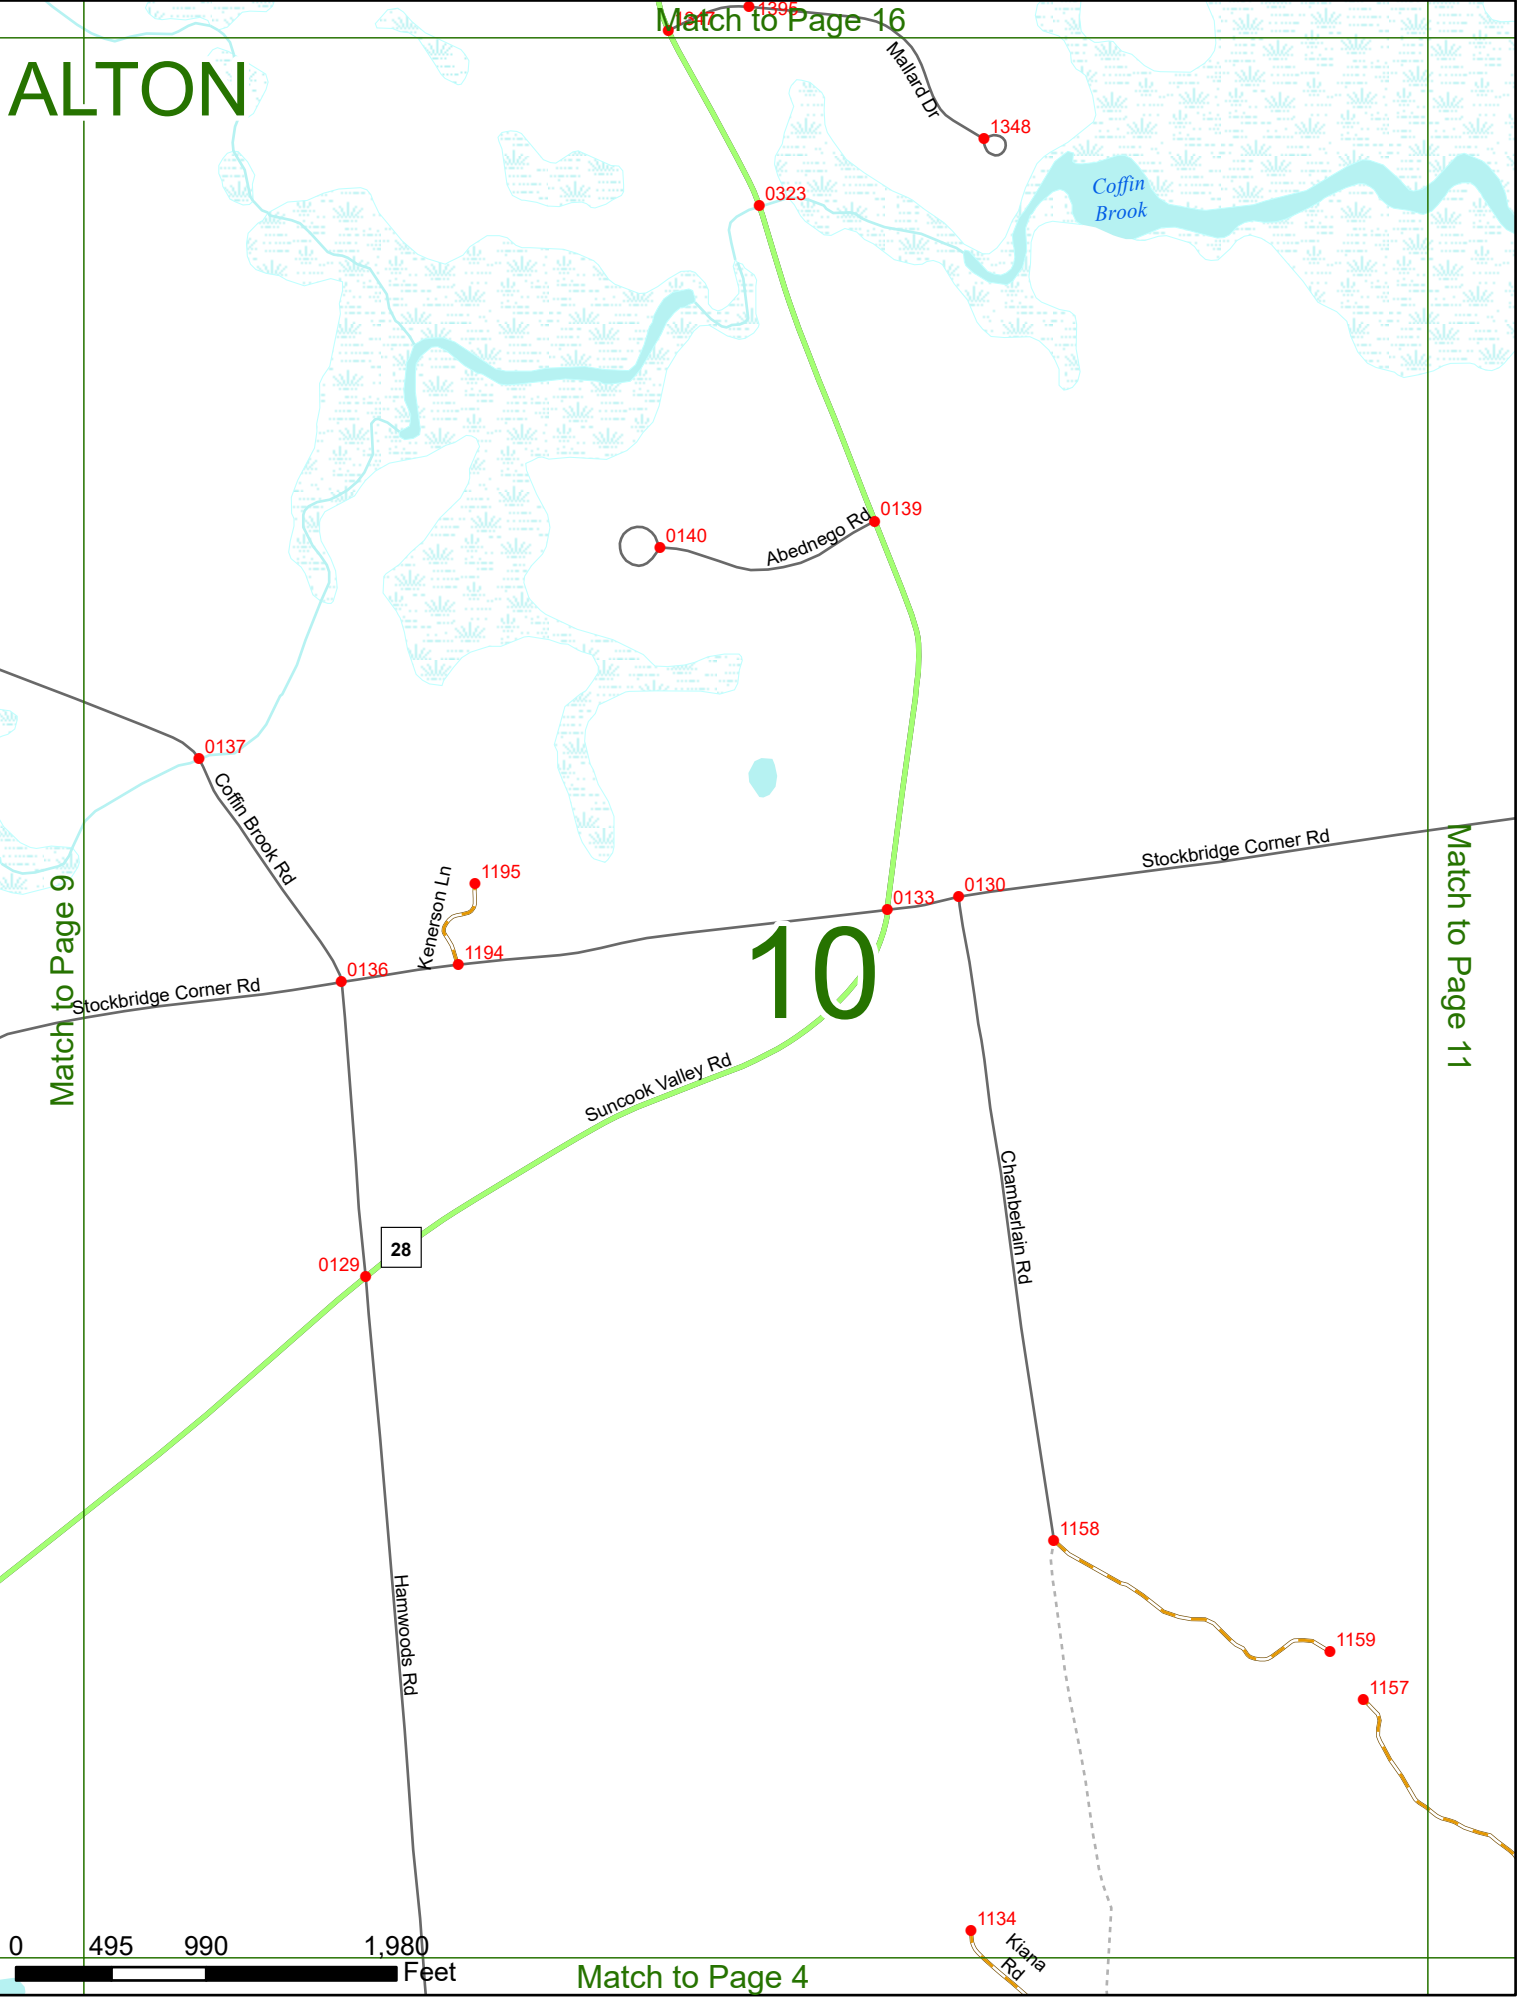 1347
1395
Match to Page 16
ALTON
Mallard Dr
1348
Coffin
Brook
0323
0139
Abednego Rd
0140
0137
Coffin Brook Rd
Stockbridge Corner Rd
Match to Page 11
Match to Page 9
Kenerson Ln
1195
0133
0130
10
1194
0136
Stockbridge Corner Rd
Suncook Valley Rd
Chamberlain Rd
28
0129
1158
Hamwoods Rd
1159
1157
1134
Kiana
Rd
0 495 990 1,980
Feet
Match to Page 4